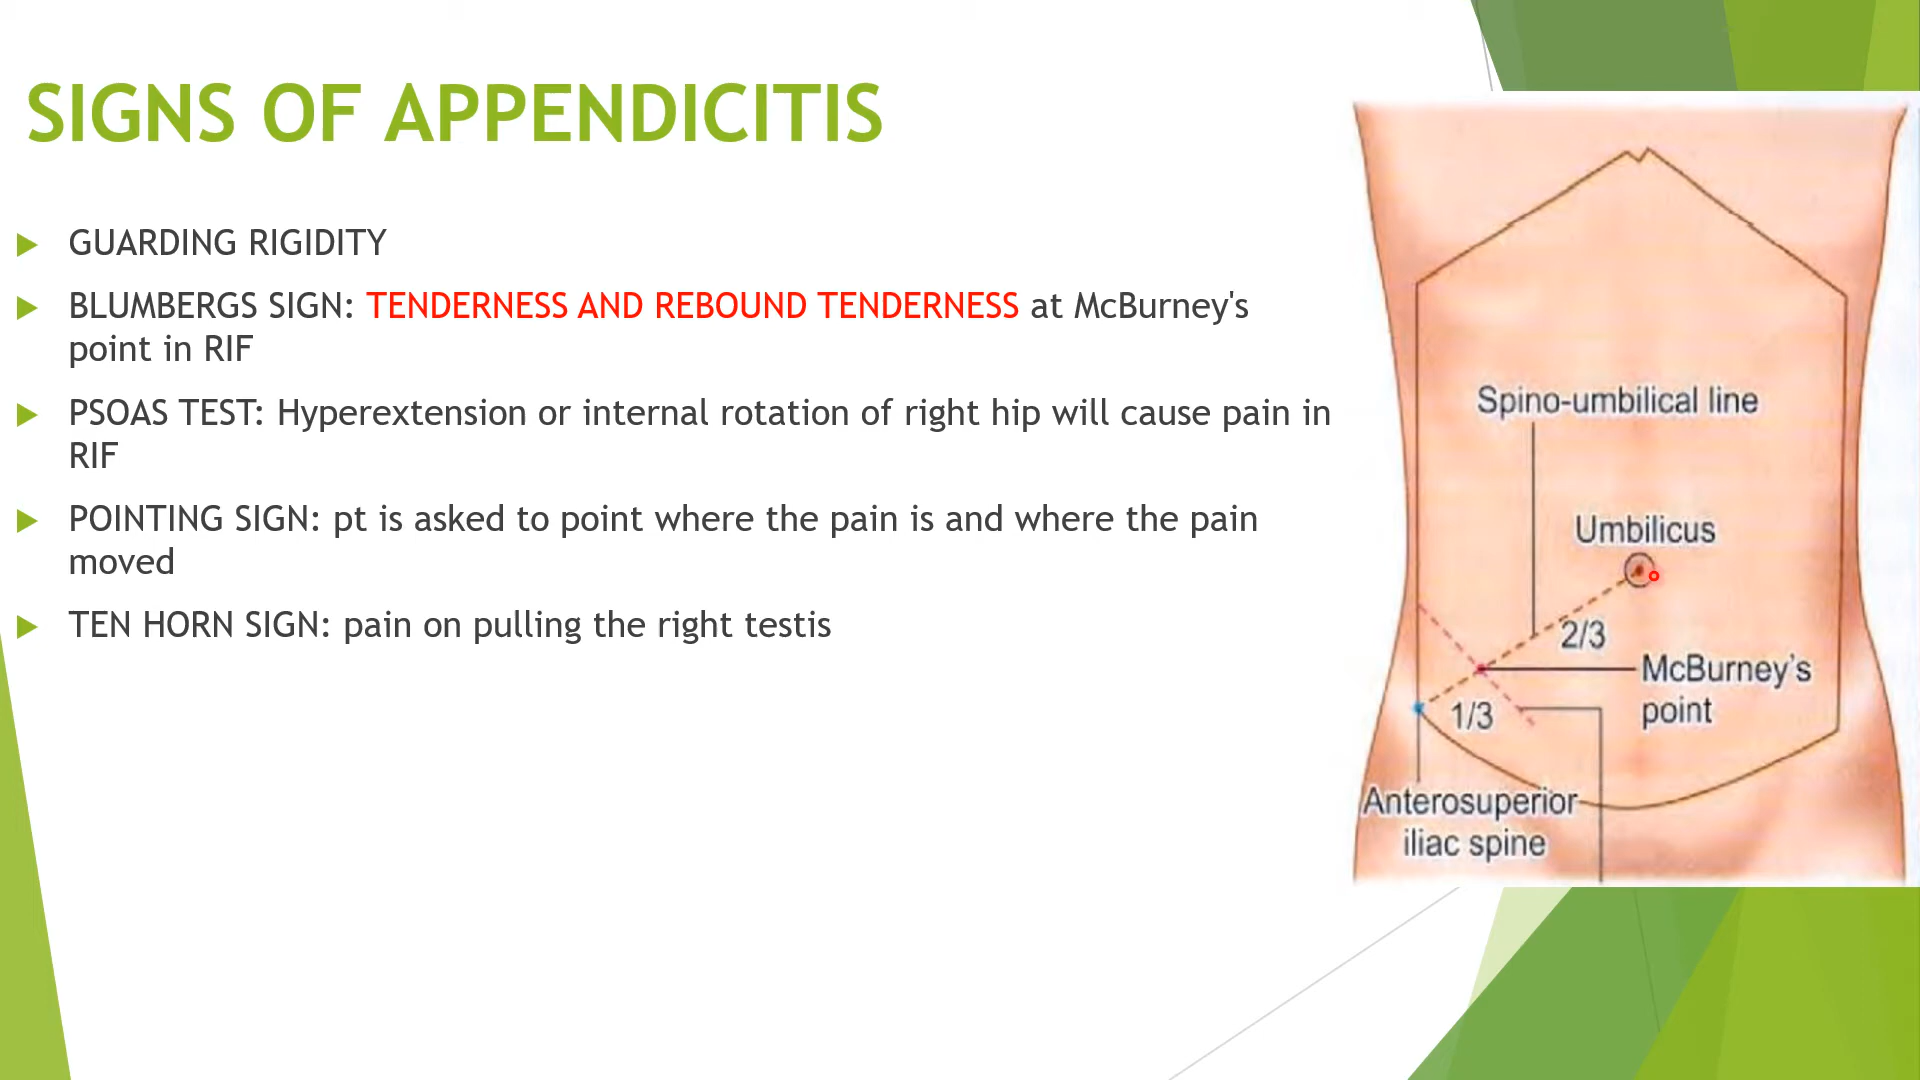 SIGNS OF APPENDICITIS
GUARDING RIGIDITY
BLUMBERGS SIGN: TENDERNESS AND REBOUND TENDERNESS at McBurney's
point in RIF
PSOAS TEST: Hyperextension or internal rotation of right hip will cause pain in
RIF
POINTING SIGN: pt is asked to point where the pain is and where the pain
moved
TEN HORN SIGN: pain on pulling the right testis
Spino-umbilical line
Umbilicus
2/3
McBurney's
point
1/3
Anterosuperior
iliac spine